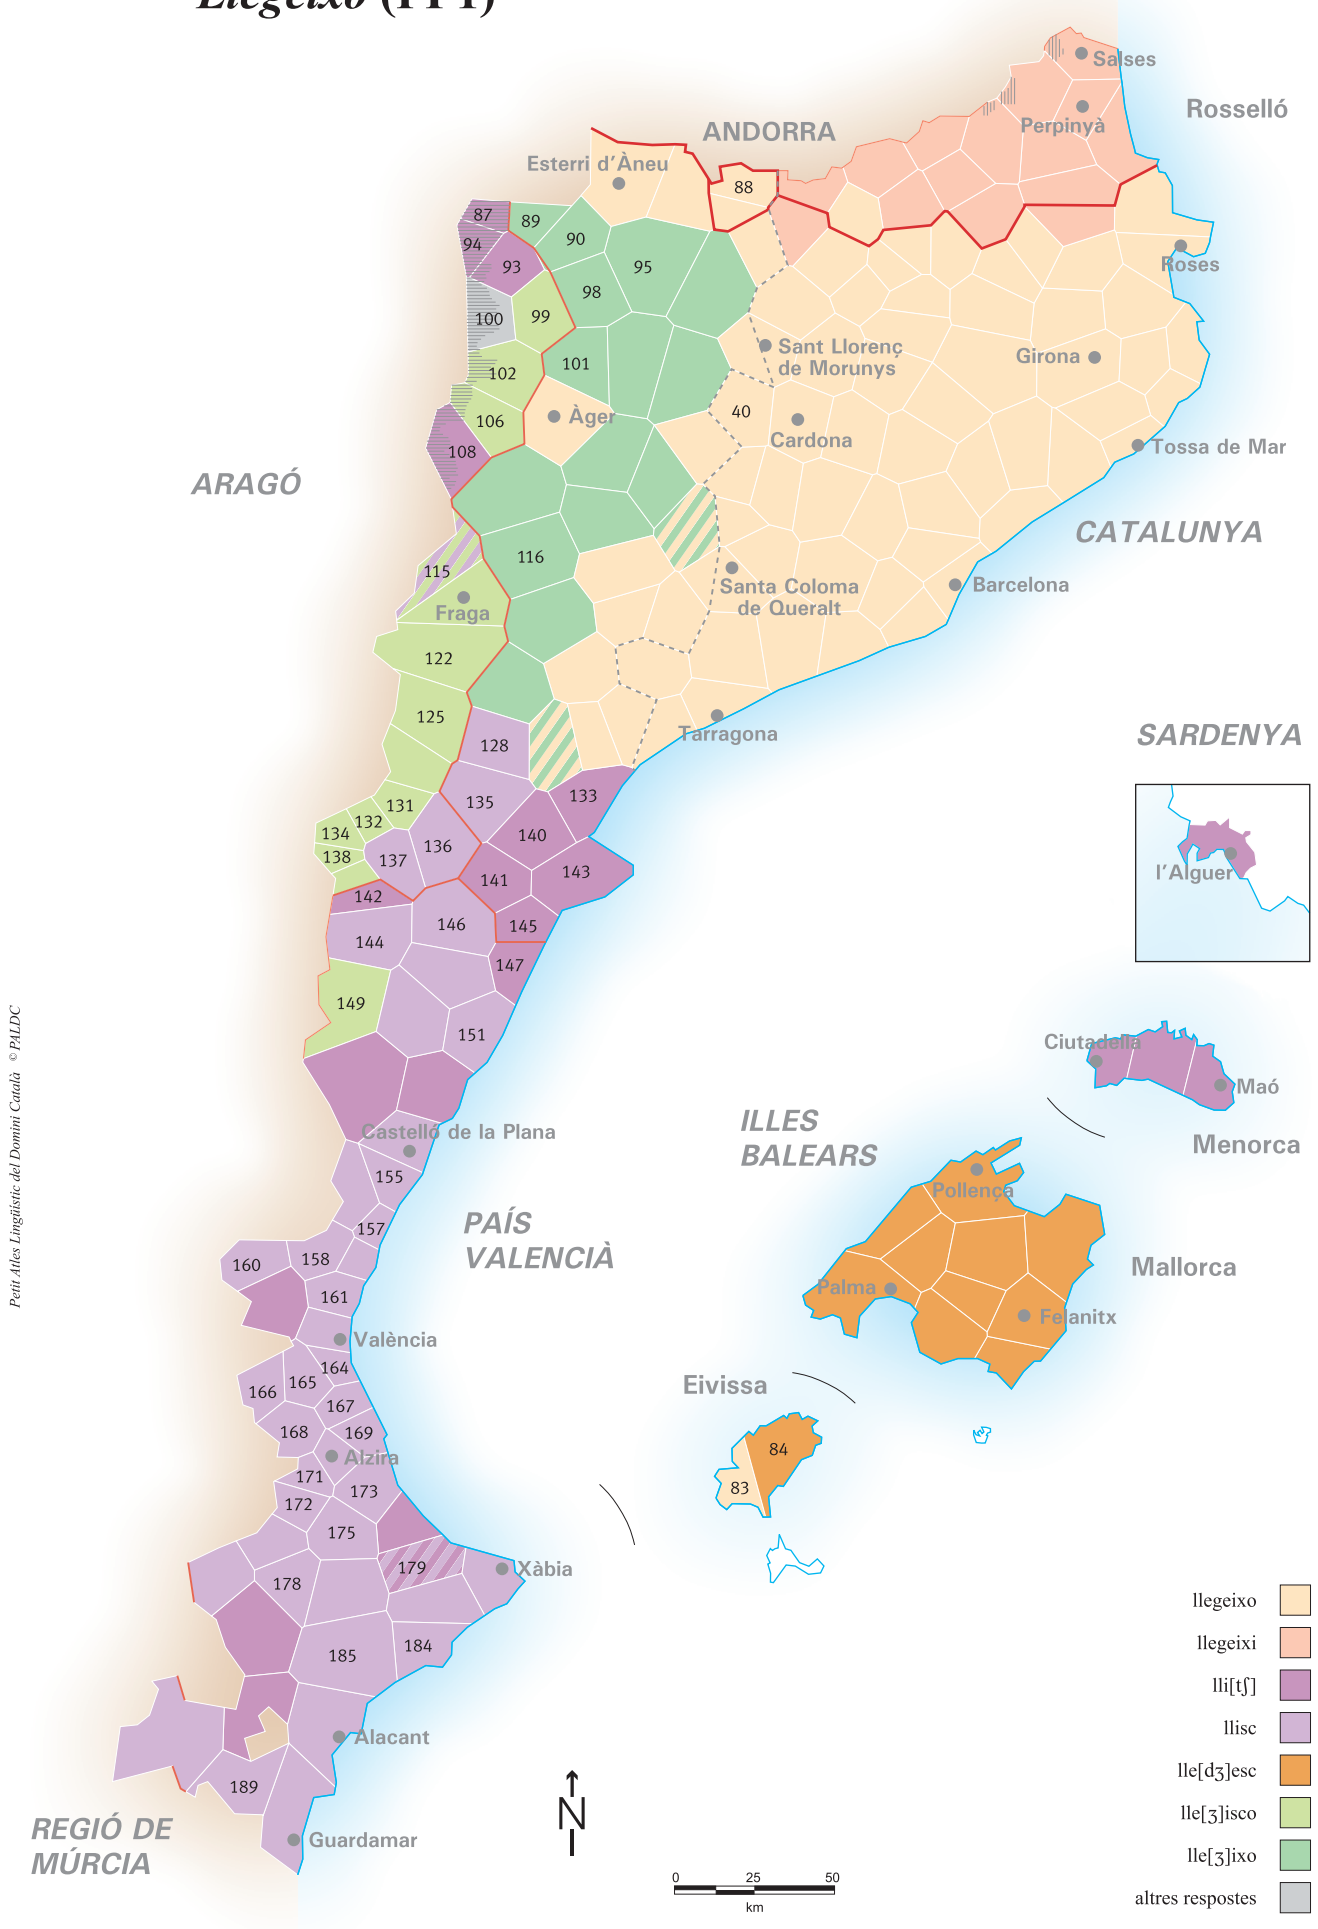 Llegeixo (PI 1)
Salses
Rosselló
Perpinyà
ANDORRA
Esterri d’Àneu
88
87
89
94
90
93
95
98
Roses
100
99
Sant Llorenç
de Morunys
Girona
102
101
40
Àger
106
Cardona
108
Tossa de Mar
ARAGÓ
CATALUNYA
116
115
Santa Coloma
de Queralt
Barcelona
Fraga
122
125
Tarragona
128
SARDENYA
133
135
131
132
134
140
136
138
137
143
l’Alguer
141
142
146
145
144
147
149
151
Petit Atles Lingüístic del Domini Català © PALDC
Ciutadella
Maó
ILLES
BALEARS
Menorca
Castelló de la Plana
155
Pollença
PAÍS
VALENCIÀ
157
158
160
Mallorca
161
Palma
Felanitx
València
164
165
166
Eivissa
167
168
169
84
Alzira
171
83
173
172
175
179
Xàbia
178
184
185
Alacant
189
REGIÓ DE
MÚRCIA
Guardamar
N
0 25 50
km
llegeixo
llegeixi
lli[tʃ]
llisc
lle[dʒ]esc
lle[ʒ]isco
lle[ʒ]ixo
altres respostes